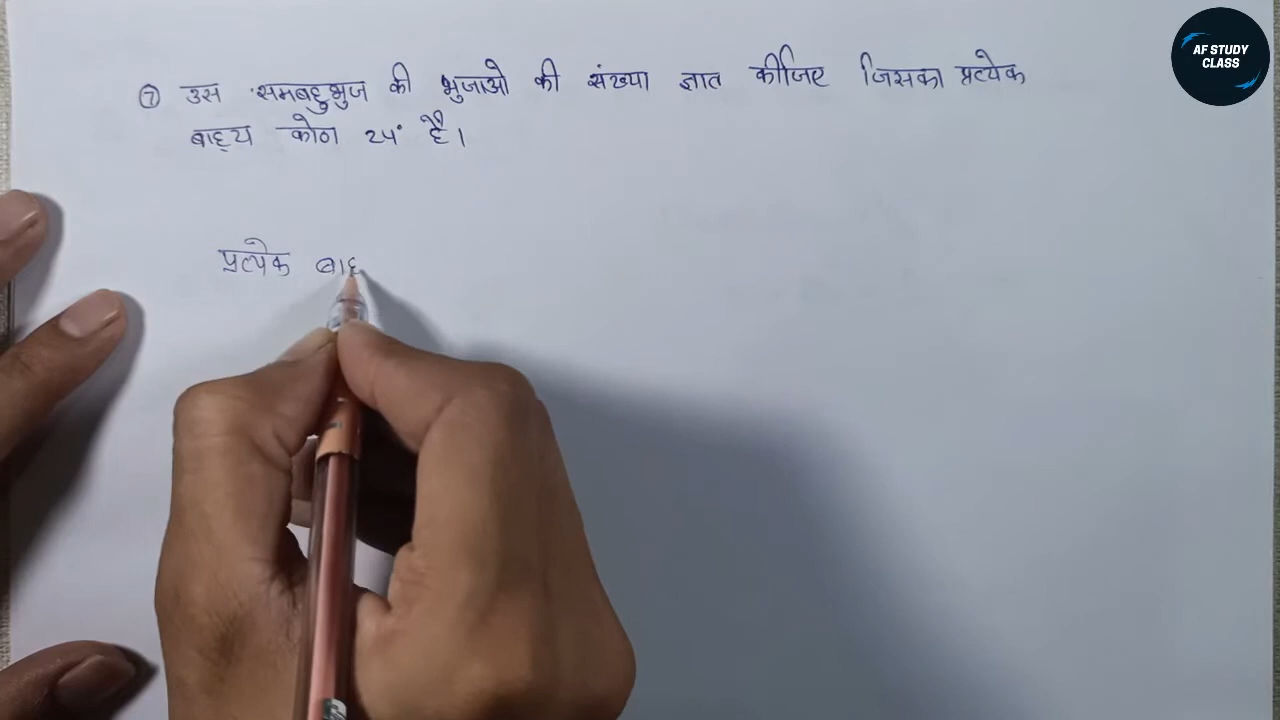 AF STUDY
CLASS
⑦ उस समबहुभुज की भुजाओ की संख्या ज्ञात कीजिए जिसका प्रत्येक
बाह्य कोण 24° है।
प्रत्येक बाह